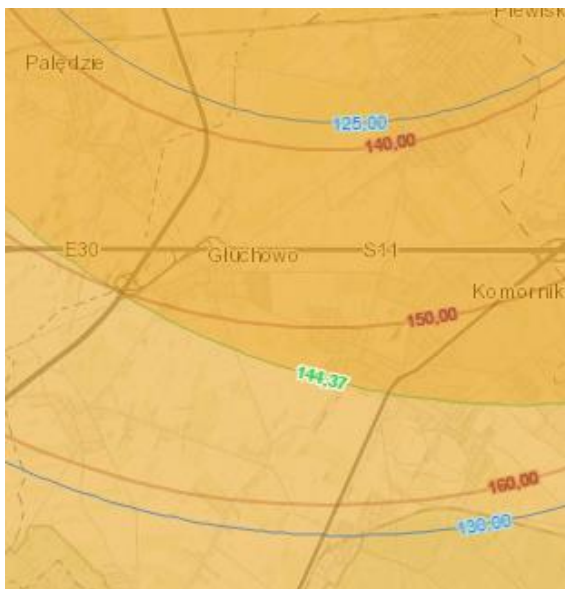 Plewisk
Palędzie
125,00
140,00
E30
Głuchowo
S11
Komornik
150,00
144,37
160,00
130,00